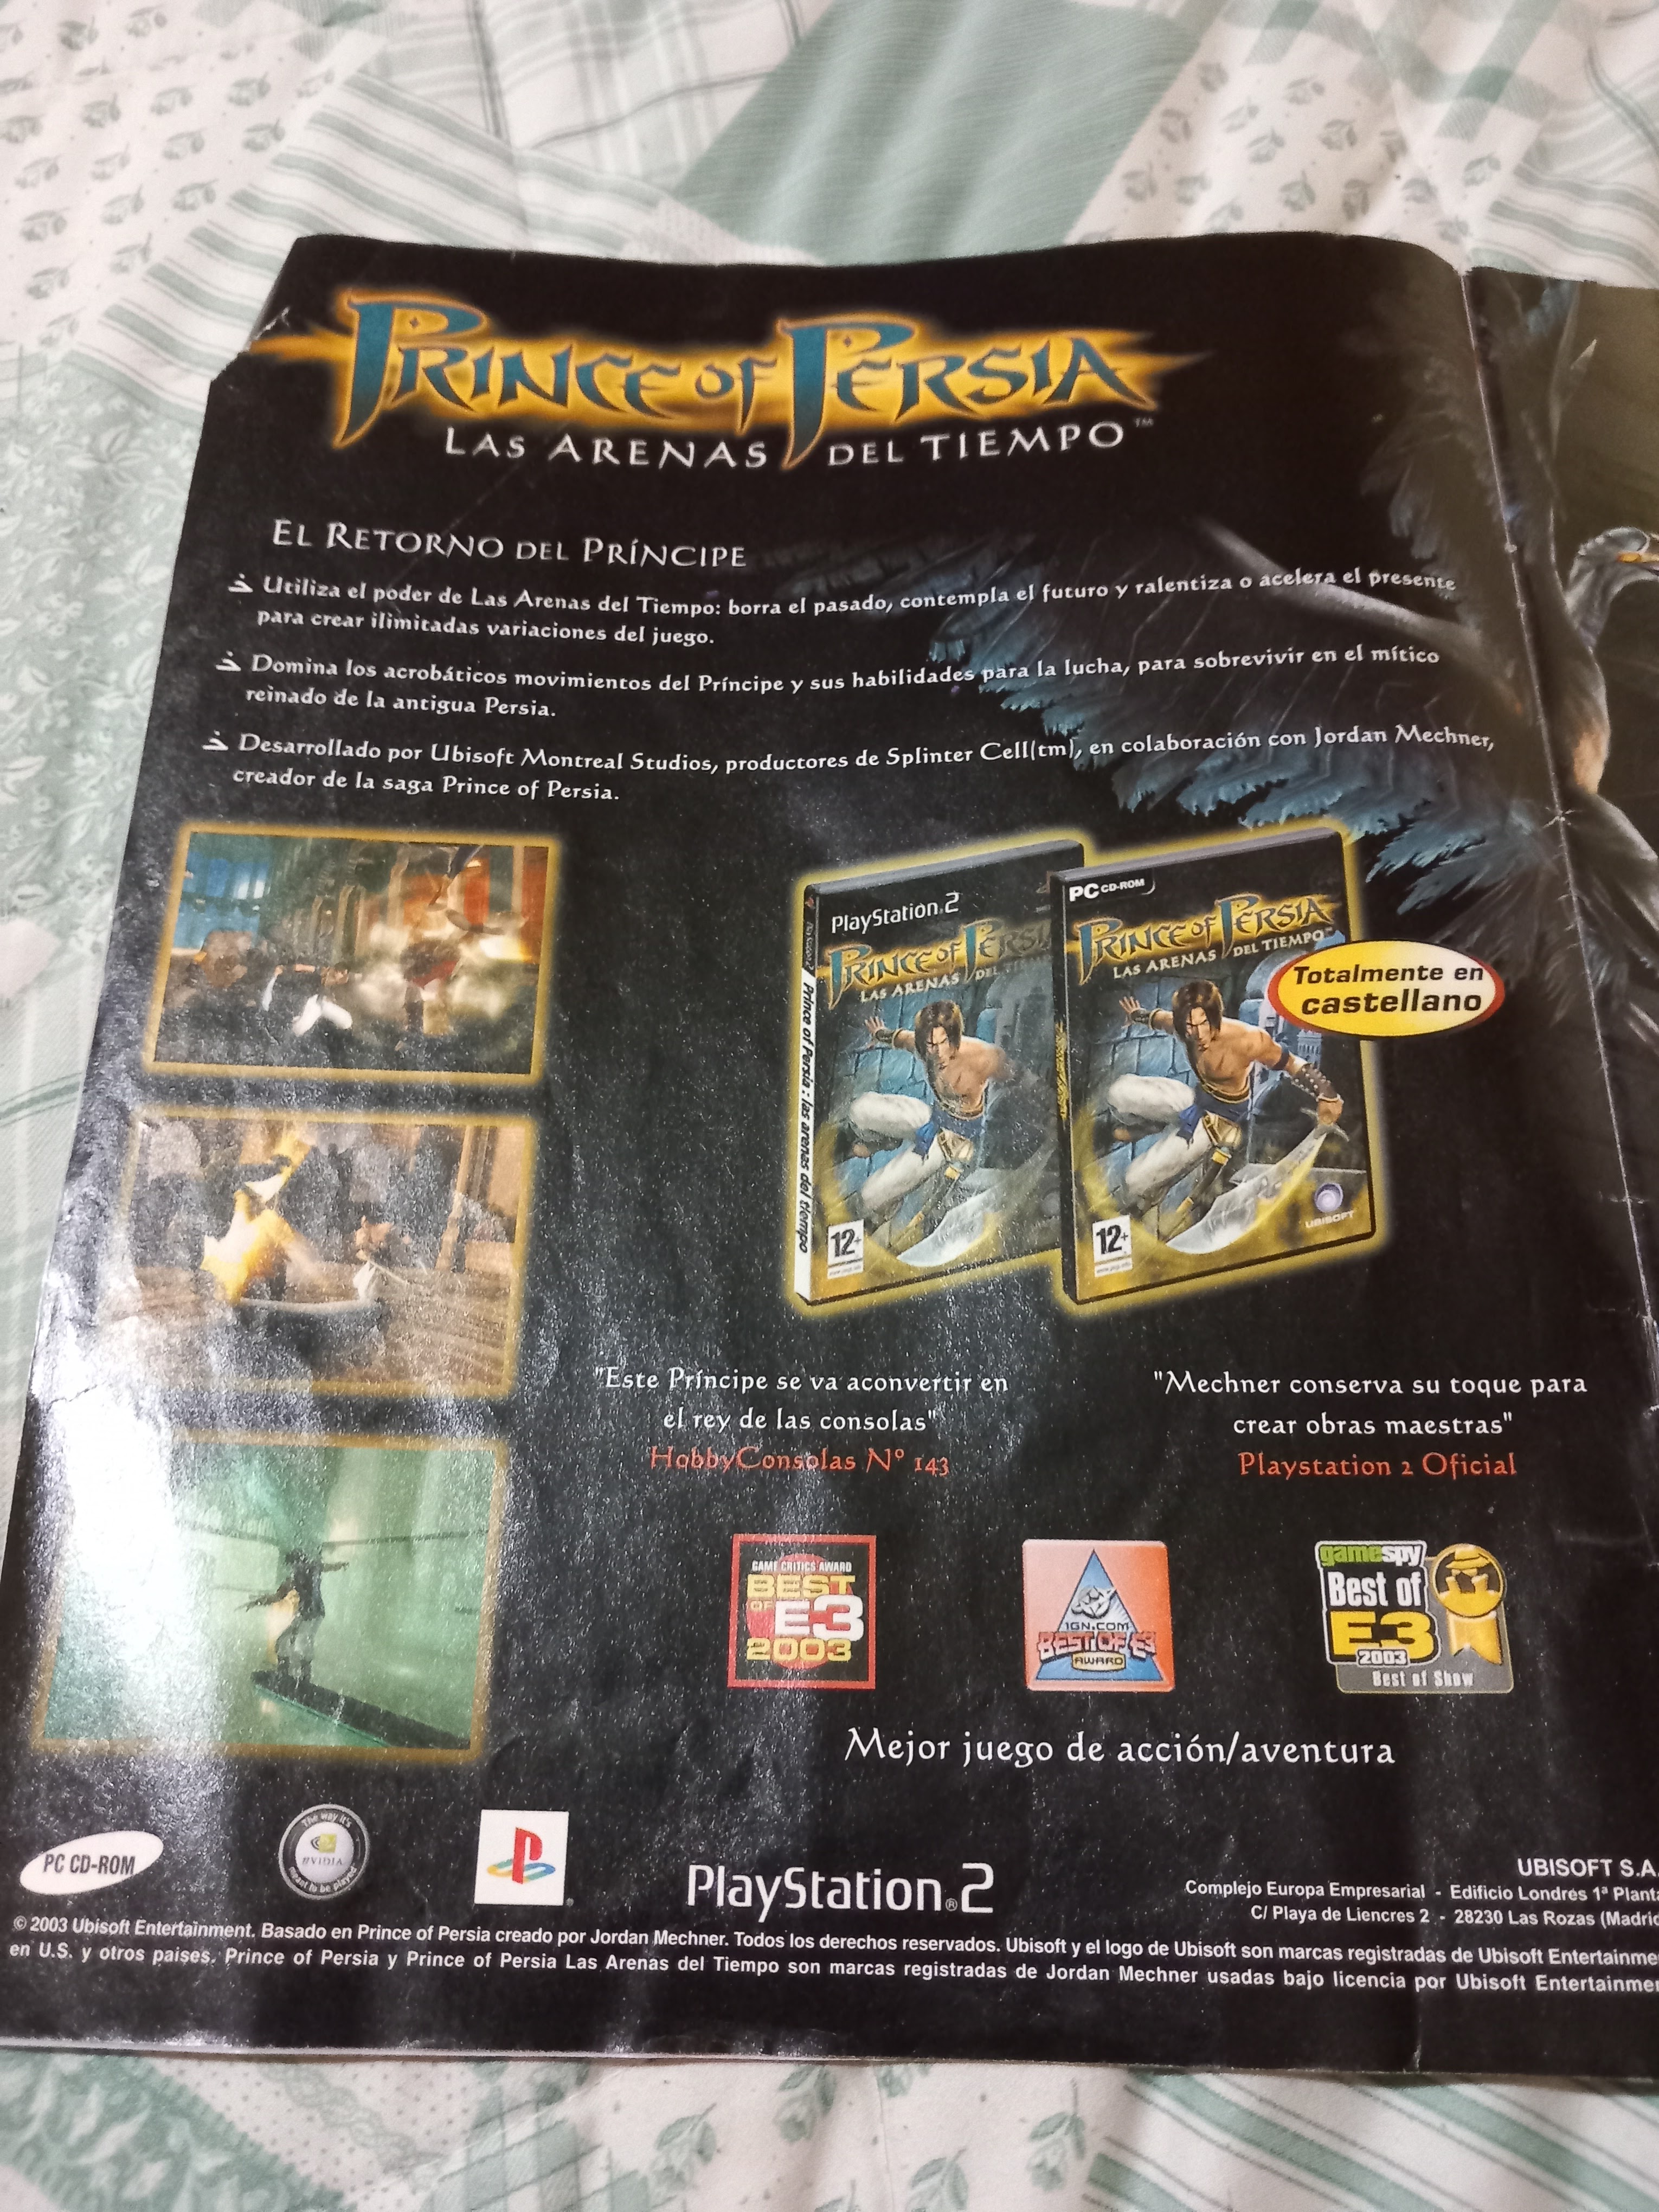 PRINCE OF PERSIA
LAS ARENAS DEL TIEMPO™
EL RETORNO DEL PRÍNCIPE
Utiliza el poder de Las Arenas del Tiempo: borra el pasado, contempla el futuro y ralentiza o acelera el presente
para crear ilimitadas variaciones del juego.
Domina los acrobáticos movimientos del Príncipe y sus habilidades para la lucha, para sobrevivir en el mítico
reinado de la antigua Persia.
Desarrollado por Ubisoft Montreal Studios, productores de Splinter Cell(tm), en colaboración con Jordan Mechner,
creador de la saga Prince of Persia.
PlayStation®2
PRINCE OF PERSIA
LAS ARENAS DEL
Prince of Persia : las arenas del tiempo
12+
PC CD-ROM
PRINCE OF PERSIA
LAS ARENAS DEL TIEMPO
12+
UBISOFT
Totalmente en
castellano
"Este Príncipe se va aconvertir en
el rey de las consolas"
HobbyConsolas Nº 143
"Mechner conserva su toque para
crear obras maestras"
Playstation 2 Oficial
GAME CRITICS AWARD
BEST
OF E3
2003
IGN.COM
BEST OF E3
AWARD
gamespy
Best of
E3
2003
Best of Show
Mejor juego de acción/aventura
PC CD-ROM
The way it's
NVIDIA
meant to be played
PlayStation®2
UBISOFT S.A.
Complejo Europa Empresarial - Edificio Londres 1ª Planta
C/ Playa de Liencres 2 - 28230 Las Rozas (Madrid
© 2003 Ubisoft Entertainment. Basado en Prince of Persia creado por Jordan Mechner. Todos los derechos reservados. Ubisoft y el logo de Ubisoft son marcas registradas de Ubisoft Entertainme
en U.S. y otros paises. Prince of Persia y Prince of Persia Las Arenas del Tiempo son marcas registradas de Jordan Mechner usadas bajo licencia por Ubisoft Entertainme